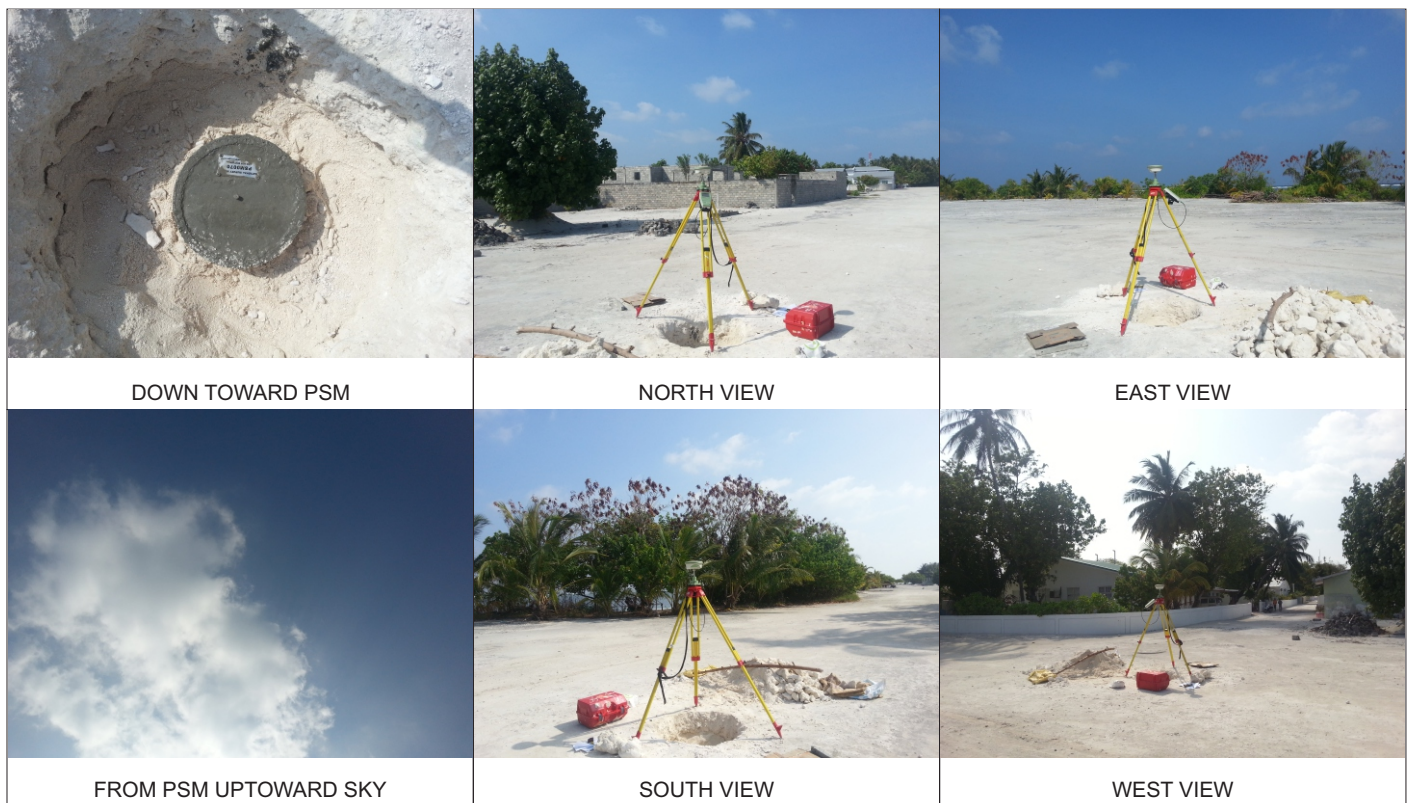 DOWN TOWARD PSM
NORTH VIEW
EAST VIEW
FROM PSM UPTOWARD SKY
SOUTH VIEW
WEST VIEW